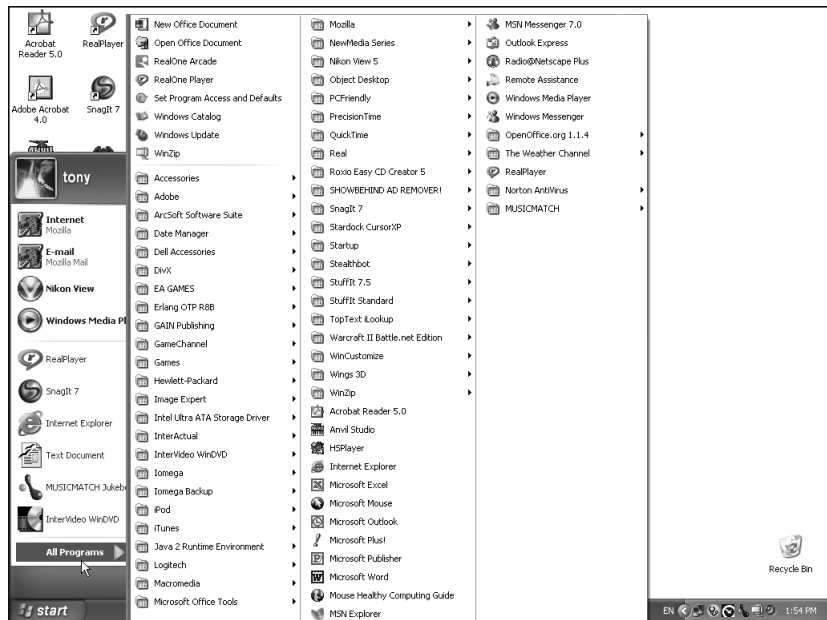 Acrobat
Reader 5.0
RealPlayer
Adobe Acrobat
4.0
SnagIt 7
tony
Internet
Mozilla
E-mail
Mozilla Mail
Nikon View
Windows Media Pl
RealPlayer
SnagIt 7
Internet Explorer
Text Document
MUSICMATCH Jukeb
InterVideo WinDVD
All Programs
start
New Office Document
Open Office Document
RealOne Arcade
RealOne Player
Set Program Access and Defaults
Windows Catalog
Windows Update
WinZip
Accessories
Adobe
ArcSoft Software Suite
Date Manager
Dell Accessories
DivX
EA GAMES
Erlang OTP R8B
GAIN Publishing
GameChannel
Games
Hewlett-Packard
Image Expert
Intel Ultra ATA Storage Driver
InterActual
InterVideo WinDVD
Iomega
Iomega Backup
iPod
iTunes
Java 2 Runtime Environment
Logitech
Macromedia
Microsoft Office Tools
Mozilla
NewMedia Series
Nikon View 5
Object Desktop
PCFriendly
PrecisionTime
QuickTime
Real
Roxio Easy CD Creator 5
SHOWBEHIND AD REMOVER!
SnagIt 7
Stardock CursorXP
Startup
Stealthbot
StuffIt 7.5
StuffIt Standard
TopText iLookup
Warcraft II Battle.net Edition
WinCustomize
Wings 3D
WinZip
Acrobat Reader 5.0
Anvil Studio
HSPlayer
Internet Explorer
Microsoft Excel
Microsoft Mouse
Microsoft Outlook
Microsoft Plus!
Microsoft Publisher
Microsoft Word
Mouse Healthy Computing Guide
MSN Explorer
MSN Messenger 7.0
Outlook Express
Radio@Netscape Plus
Remote Assistance
Windows Media Player
Windows Messenger
OpenOffice.org 1.1.4
The Weather Channel
RealPlayer
Norton AntiVirus
MUSICMATCH
Recycle Bin
EN
1:54 PM